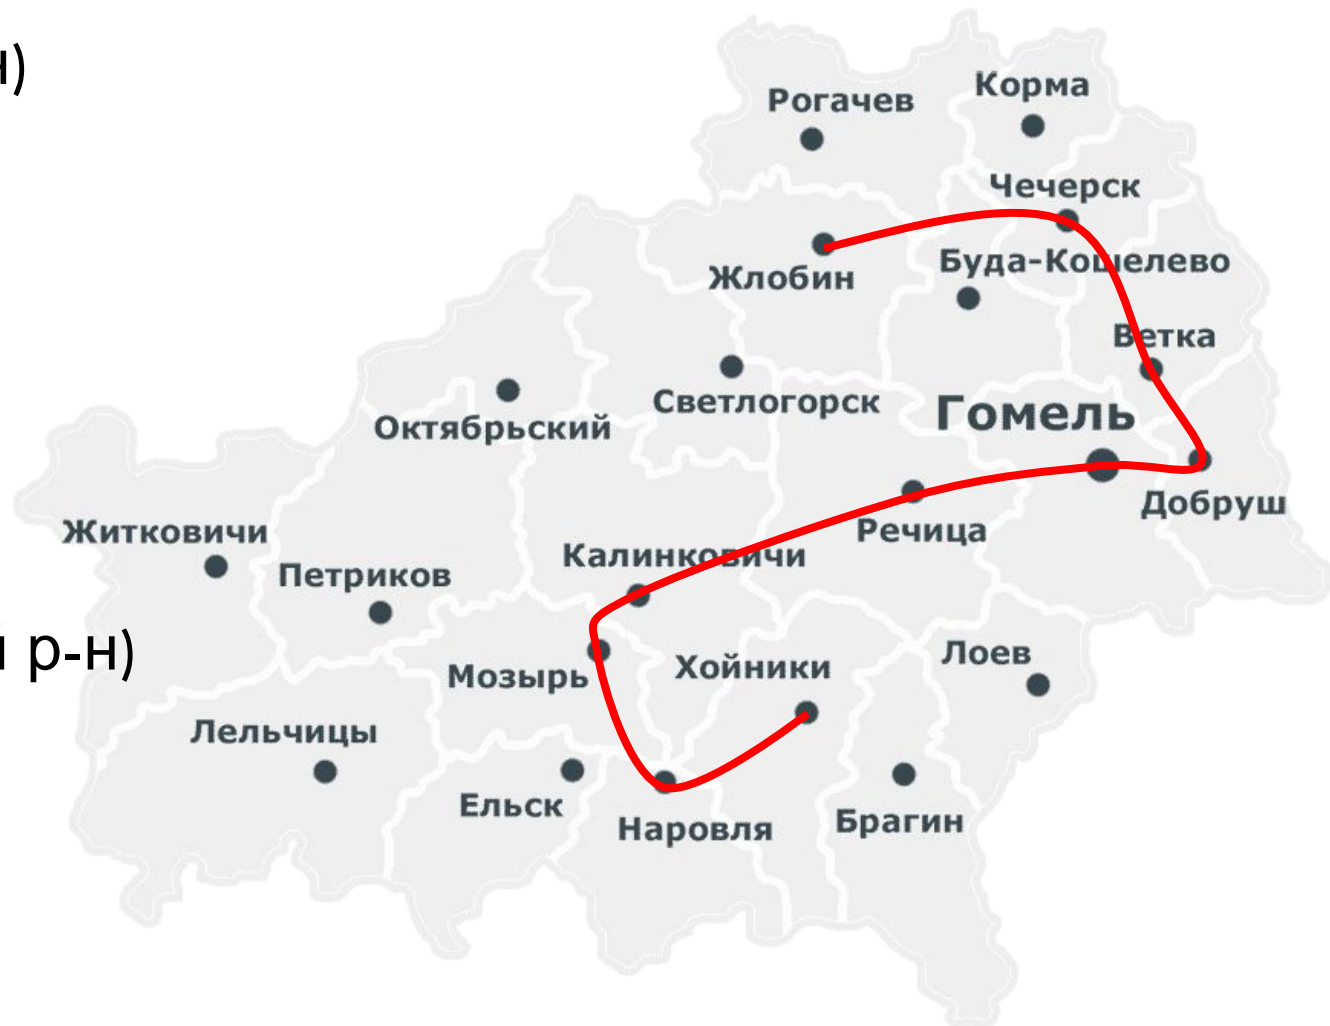 н)
Корма
Рогачев
Чечерск
Буда-Кошелево
Жлобин
Ветка
Светлогорск
Гомель
Октябрьский
Добруш
Житковичи
Речица
Калинковичи
Петриков
й р-н)
Лоев
Хойники
Мозырь
Лельчицы
Ельск
Брагин
Наровля